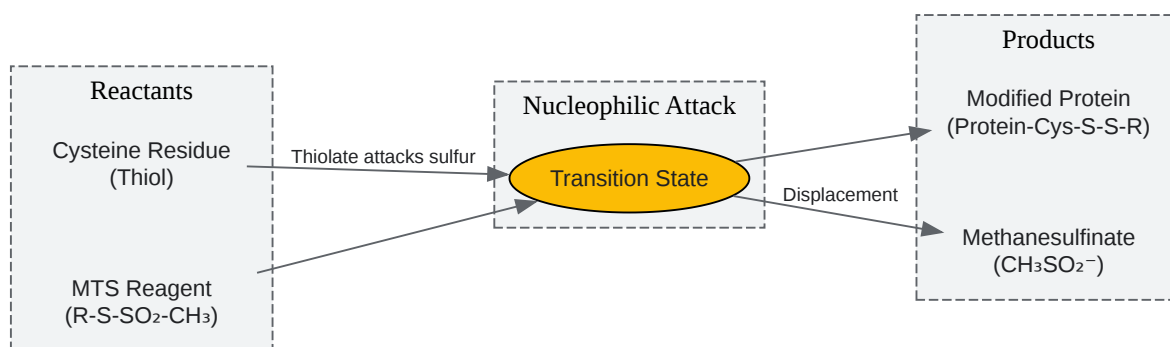 Reactants
Cysteine Residue
(Thiol)
MTS Reagent
(R-S-SO₂-CH₃)
Thiolate attacks sulfur
Nucleophilic Attack
Transition State
Displacement
Products
Modified Protein
(Protein-Cys-S-S-R)
Methanesulfinate
(CH₃SO₂⁻)